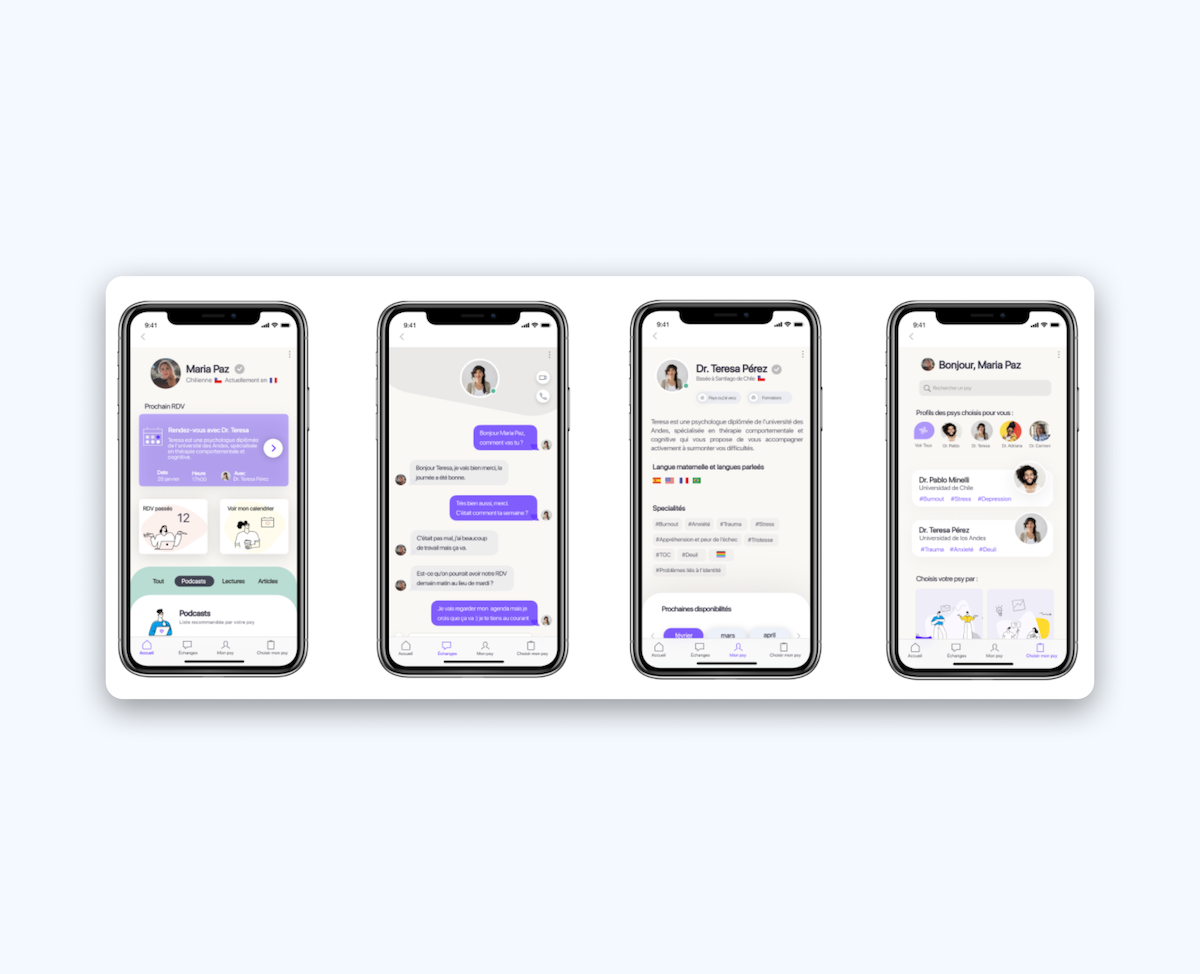 9:41
Maria Paz
Chilienne 🇨🇱 Actuellement en 🇫🇷
Prochain RDV
Rendez-vous avec Dr. Teresa
Teresa est une psychologue diplômée
de l'université des Andes, spécialisée
en thérapie comportementale et
cognitive.
Date
28 janvier
Heure
17h(00)
Avec
Dr. Teresa Pérez
RDV passés
12
Voir mon calendrier
Tout
Podcasts
Lectures
Articles
Podcasts
Liste recommandée par votre psy
Accueil
Echanges
Mon psy
Choisir mon psy
9:41
Bonjour Maria Paz,
comment vas tu ?
Bonjour Teresa, je vais bien merci, la
journée a été bonne.
Très bien aussi, merci.
C'était comment la semaine ?
C'était pas mal, j'ai beaucoup
de travail mais ça va.
Est-ce qu'on pourrait avoir notre RDV
demain matin au lieu de mardi ?
Je vais regarder mon agenda mais je
crois que ça va :) je te tiens au courant
Accueil
Echanges
Mon psy
Choisir mon psy
9:41
Dr. Teresa Pérez
Basée à Santiago de Chile 🇨🇱
Formations
Teresa est une psychologue diplômée de l'université des
Andes, spécialisée en thérapie comportementale et
cognitive qui vous propose de vous accompagner
activement à surmonter vos difficultés.
Langue maternelle et langues parleés
Specialités
#Burnout
#Anxiété
#Trauma
#Stress
#Appréhension et peur de l'échec
#Tristesse
#TOC
#Deuil
#Problèmes liés à l'identité
Prochaines disponibilités
février
mars
april
Accueil
Echanges
Mon psy
Choisir mon psy
9:41
Bonjour, Maria Paz
Rechercher un psy
Profils des psys choisis pour vous :
Voir Tous
Dr. Pablo
Dr. Teresa
Dr. Adriana
Dr. Carmen
Dr. Pablo Minelli
Universidad de Chile
#Burnout
#Stress
#Depression
Dr. Teresa Pérez
Universidad de los Andes
#Trauma
#Anxiété
#Deuil
Choisis votre psy par :
Accueil
Echanges
Mon psy
Choisir mon psy